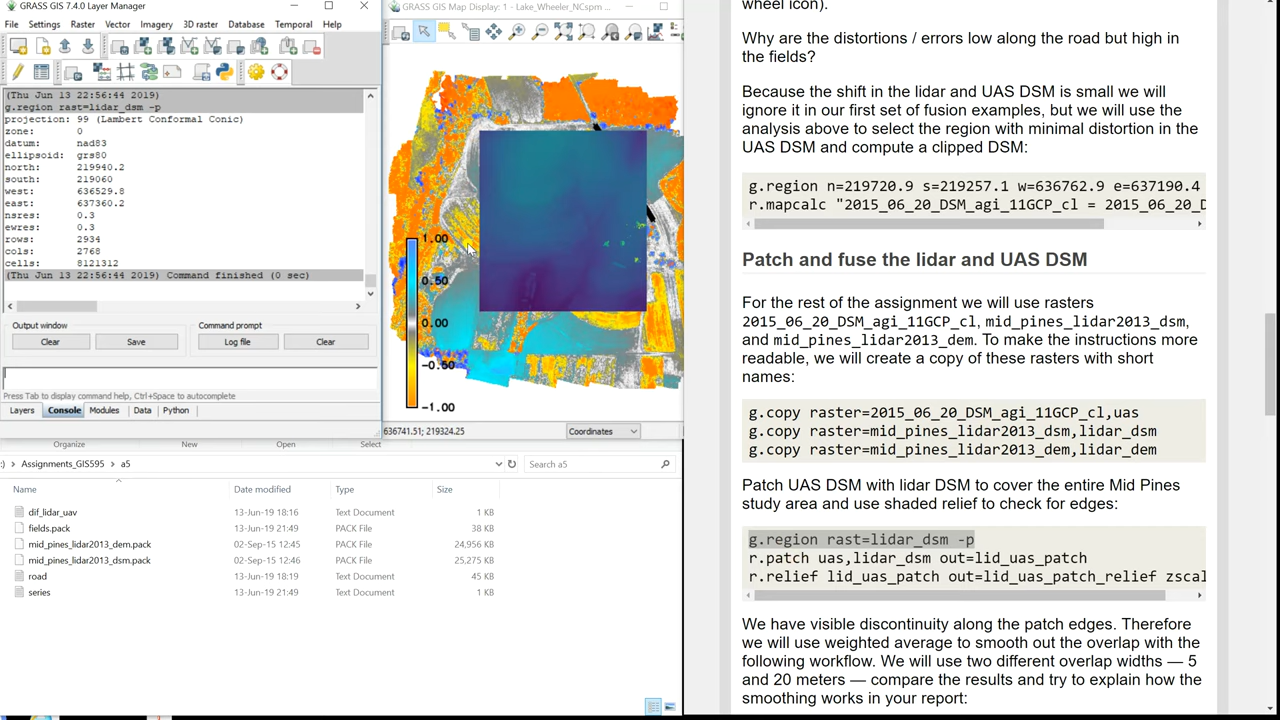 GRASS GIS 7.4.0 Layer Manager
File Settings Raster Vector Imagery 3D raster Database Temporal Help
(Thu Jun 13 22:56:44 2019)
g.region rast=lidar_dsm -p
projection: 99 (Lambert Conformal Conic)
zone: 0
datum: nad83
ellipsoid: grs80
north: 219940.2
south: 219060
west: 636529.8
east: 637360.2
nsres: 0.3
ewres: 0.3
rows: 2934
cols: 2768
cells: 8121312
(Thu Jun 13 22:56:44 2019) Command finished (0 sec)
Output window Command prompt
Clear Save Log file Clear
Press Tab to display command help, Ctrl+Space to autocomplete
Layers Console Modules Data Python
GRASS GIS Map Display: 1 - Lake_Wheeler_NCspm
1.00
0.50
0.00
-0.50
-1.00
636741.51; 219324.25 Coordinates
Organize New Open Select
Assignments_GIS595 › a5 Search a5
Name Date modified Type Size
dif_lidar_uav 13-Jun-19 18:16 Text Document 1 KB
fields.pack 13-Jun-19 21:49 PACK File 38 KB
mid_pines_lidar2013_dem.pack 02-Sep-15 12:45 PACK File 24,956 KB
mid_pines_lidar2013_dsm.pack 02-Sep-15 12:46 PACK File 25,275 KB
road 13-Jun-19 18:19 Text Document 45 KB
series 13-Jun-19 21:49 Text Document 1 KB
wheel icon).
Why are the distortions / errors low along the road but high in
the fields?
Because the shift in the lidar and UAS DSM is small we will
ignore it in our first set of fusion examples, but we will use the
analysis above to select the region with minimal distortion in the
UAS DSM and compute a clipped DSM:
g.region n=219720.9 s=219257.1 w=636762.9 e=637190.4
r.mapcalc "2015_06_20_DSM_agi_11GCP_cl = 2015_06_20_D
Patch and fuse the lidar and UAS DSM
For the rest of the assignment we will use rasters
2015_06_20_DSM_agi_11GCP_cl, mid_pines_lidar2013_dsm,
and mid_pines_lidar2013_dem. To make the instructions more
readable, we will create a copy of these rasters with short
names:
g.copy raster=2015_06_20_DSM_agi_11GCP_cl,uas
g.copy raster=mid_pines_lidar2013_dsm,lidar_dsm
g.copy raster=mid_pines_lidar2013_dem,lidar_dem
Patch UAS DSM with lidar DSM to cover the entire Mid Pines
study area and use shaded relief to check for edges:
g.region rast=lidar_dsm -p
r.patch uas,lidar_dsm out=lid_uas_patch
r.relief lid_uas_patch out=lid_uas_patch_relief zscal
We have visible discontinuity along the patch edges. Therefore
we will use weighted average to smooth out the overlap with the
following workflow. We will use two different overlap widths — 5
and 20 meters — compare the results and try to explain how the
smoothing works in your report: